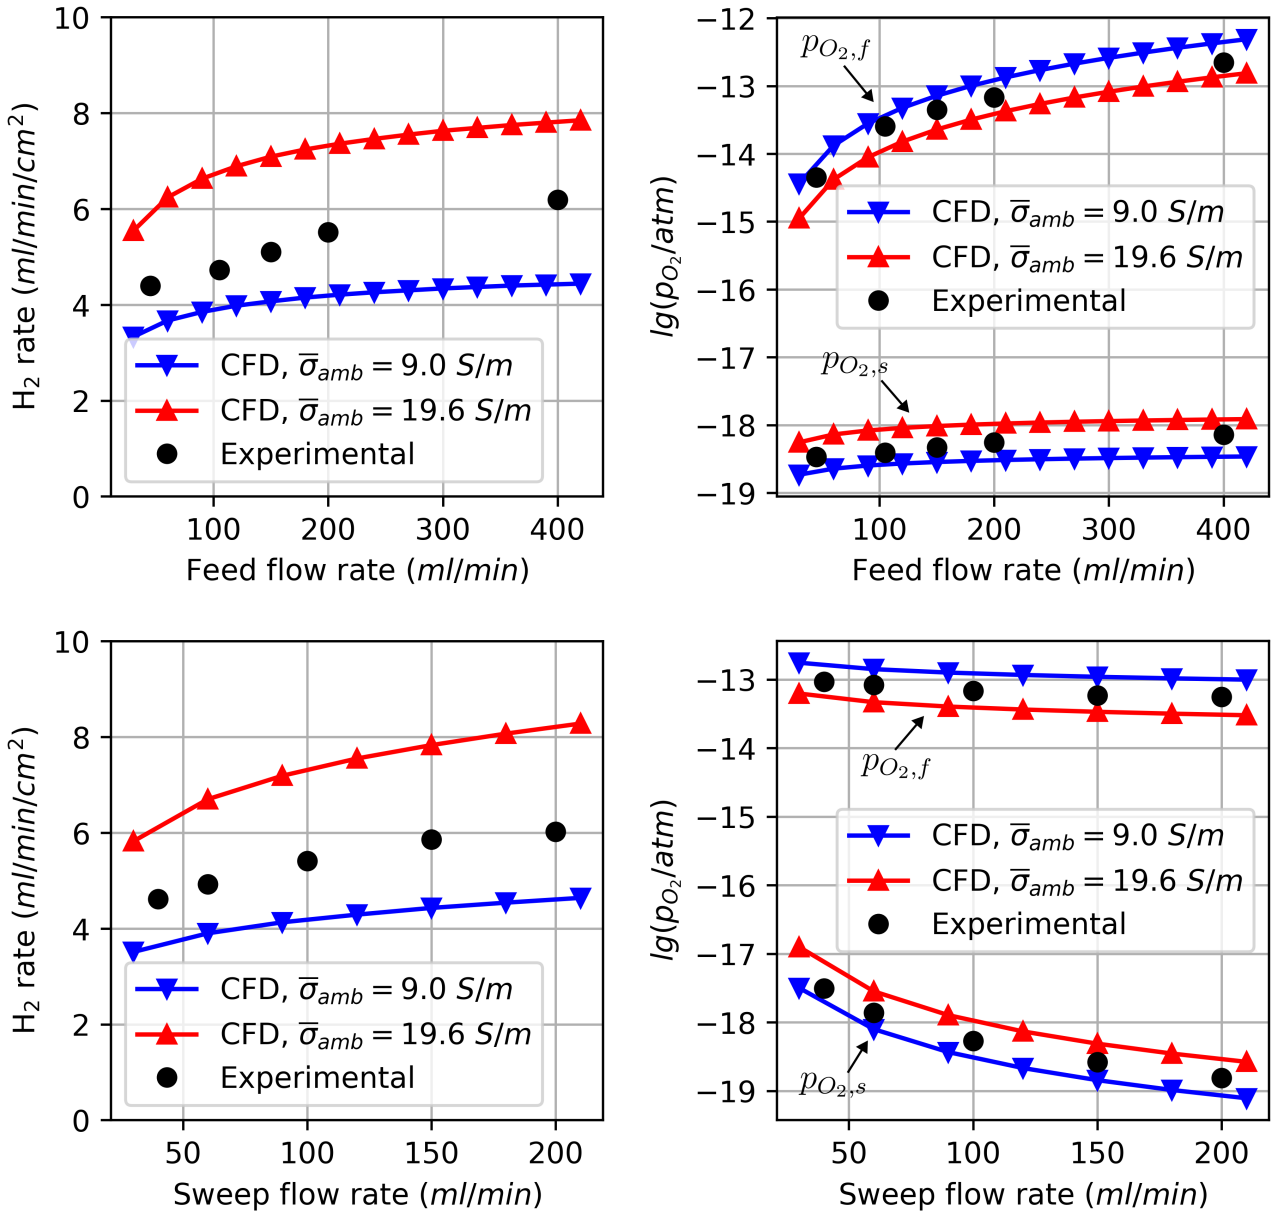 10
8
6
4
2
0
H₂ rate (ml/min/cm²)
CFD, σ̅amb = 9.0 S/m
CFD, σ̅amb = 19.6 S/m
Experimental
100 200 300 400
Feed flow rate (ml/min)
−12
−13
−14
−15
−16
−17
−18
−19
lg(pO₂/atm)
pO₂,f
CFD, σ̅amb = 9.0 S/m
CFD, σ̅amb = 19.6 S/m
Experimental
pO₂,s
100 200 300 400
Feed flow rate (ml/min)
10
8
6
4
2
0
H₂ rate (ml/min/cm²)
CFD, σ̅amb = 9.0 S/m
CFD, σ̅amb = 19.6 S/m
Experimental
50 100 150 200
Sweep flow rate (ml/min)
−13
−14
−15
−16
−17
−18
−19
lg(pO₂/atm)
pO₂,f
CFD, σ̅amb = 9.0 S/m
CFD, σ̅amb = 19.6 S/m
Experimental
pO₂,s
50 100 150 200
Sweep flow rate (ml/min)